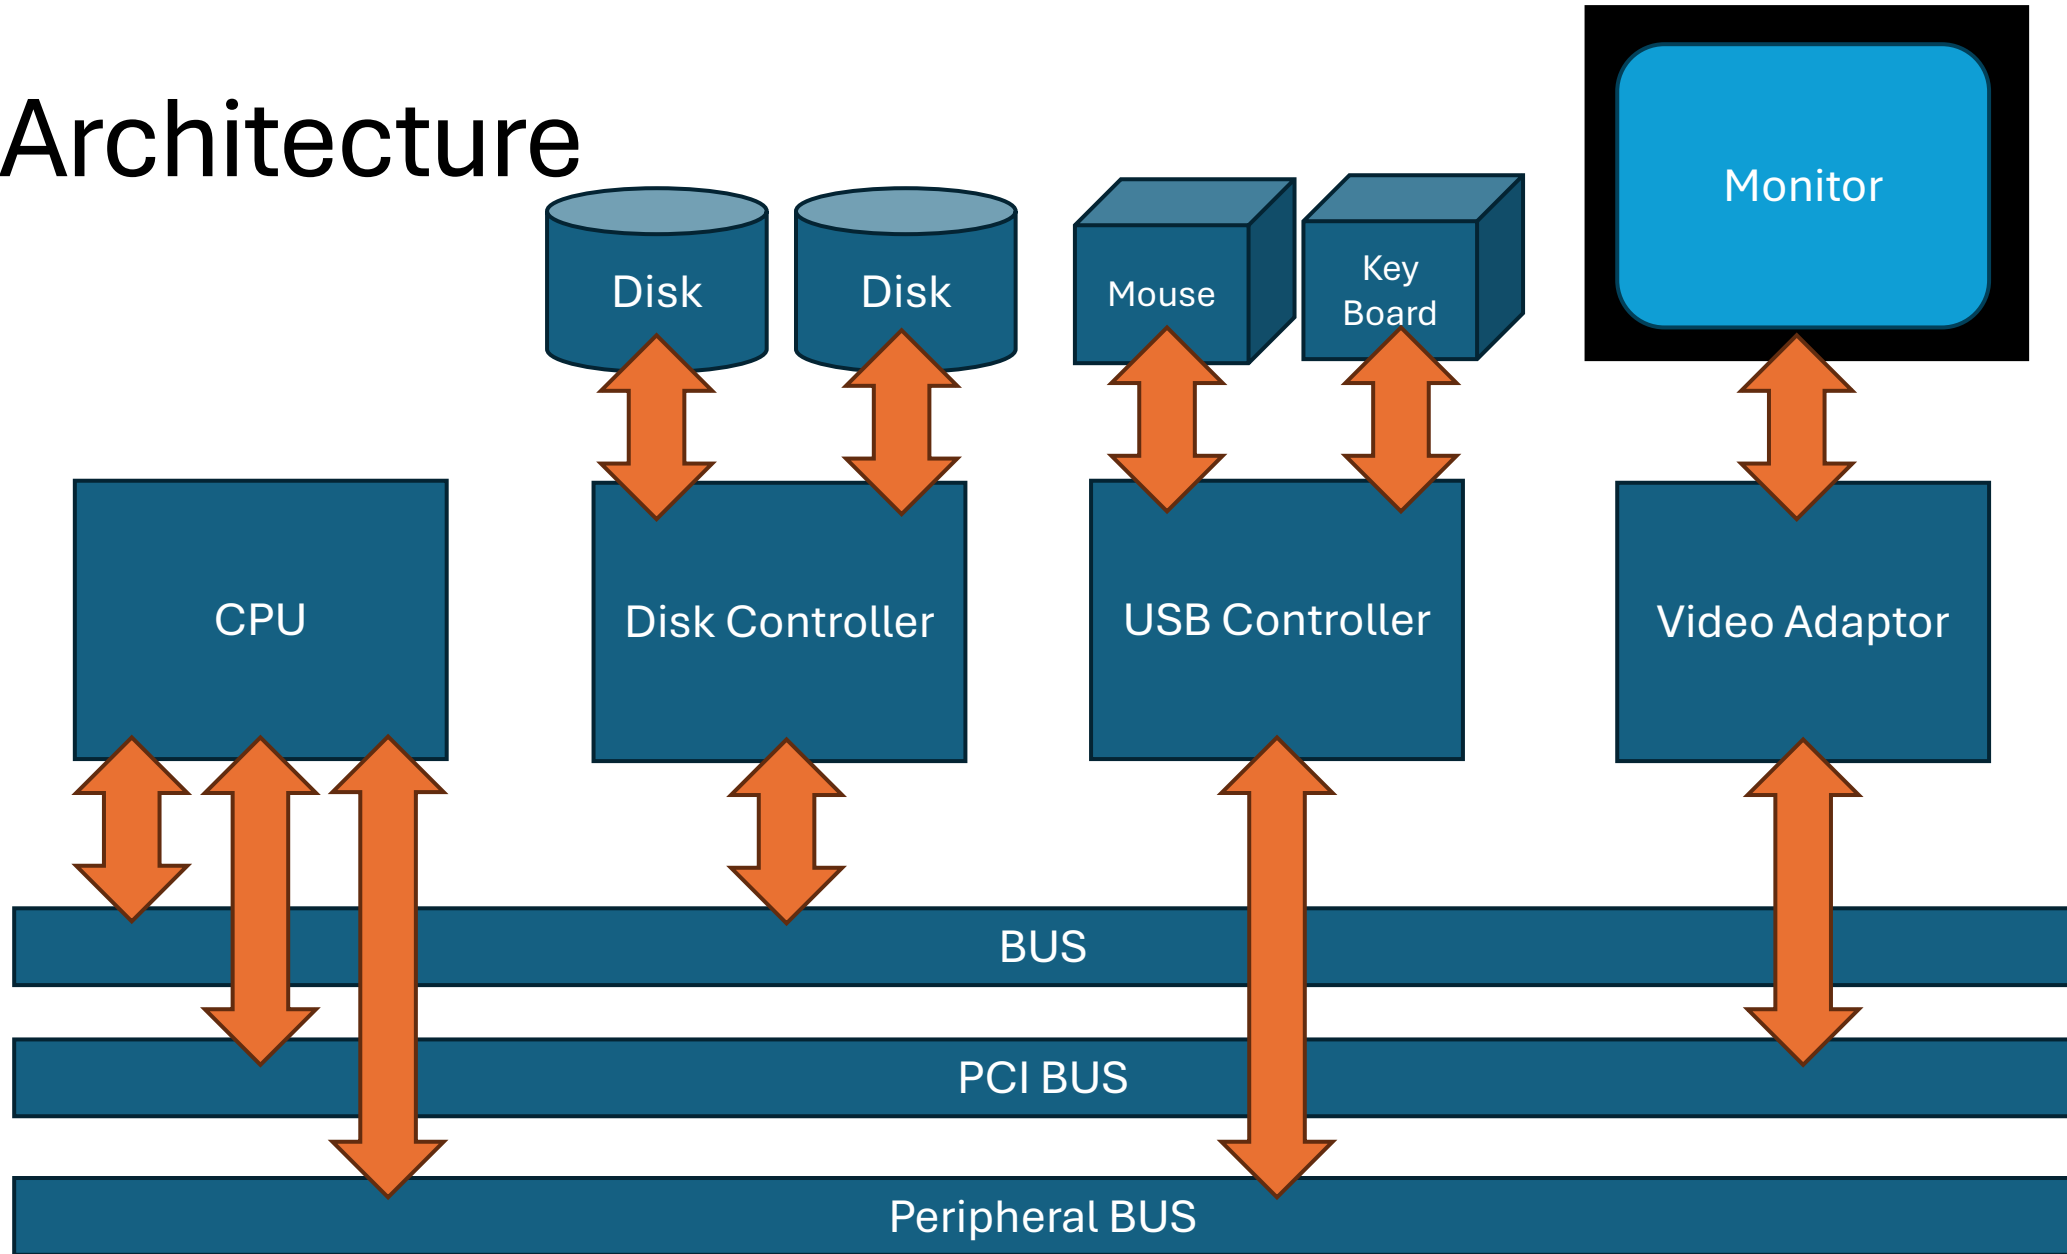 Architecture
Disk
Disk
Mouse
Key
Board
Monitor
CPU
Disk Controller
USB Controller
Video Adaptor
BUS
PCI BUS
Peripheral BUS